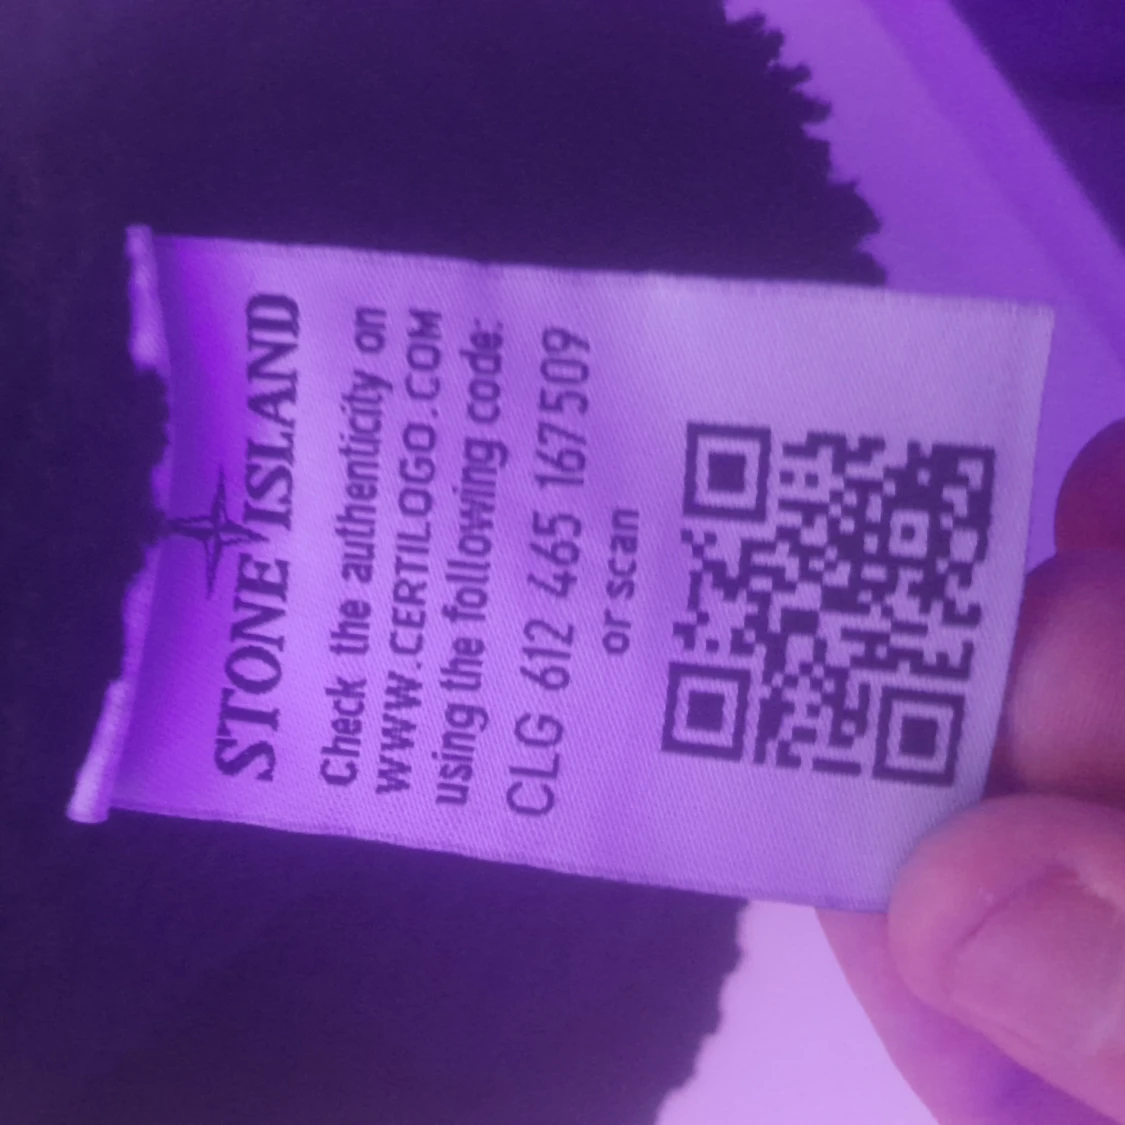 STONE ISLAND
Check the authenticity on
WWW.CERTILOGO.COM
using the following code:
CLG 612 465 167509
or scan